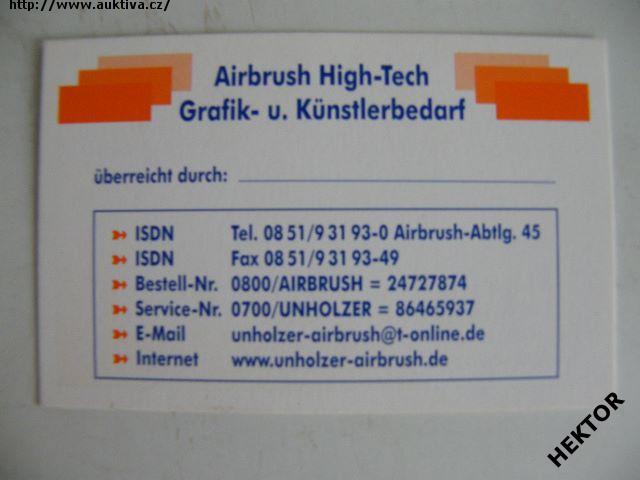 http://www.auktiva.cz/
Airbrush High-Tech
Grafik- u. Künstlerbedarf
überreicht durch:
ISDN Tel. 08 51/9 31 93-0 Airbrush-Abtlg. 45
ISDN Fax 08 51/9 31 93-49
Bestell-Nr. 0800/AIRBRUSH = 24727874
Service-Nr. 0700/UNHOLZER = 86465937
E-Mail unholzer-airbrush@t-online.de
Internet www.unholzer-airbrush.de
HEKTOR